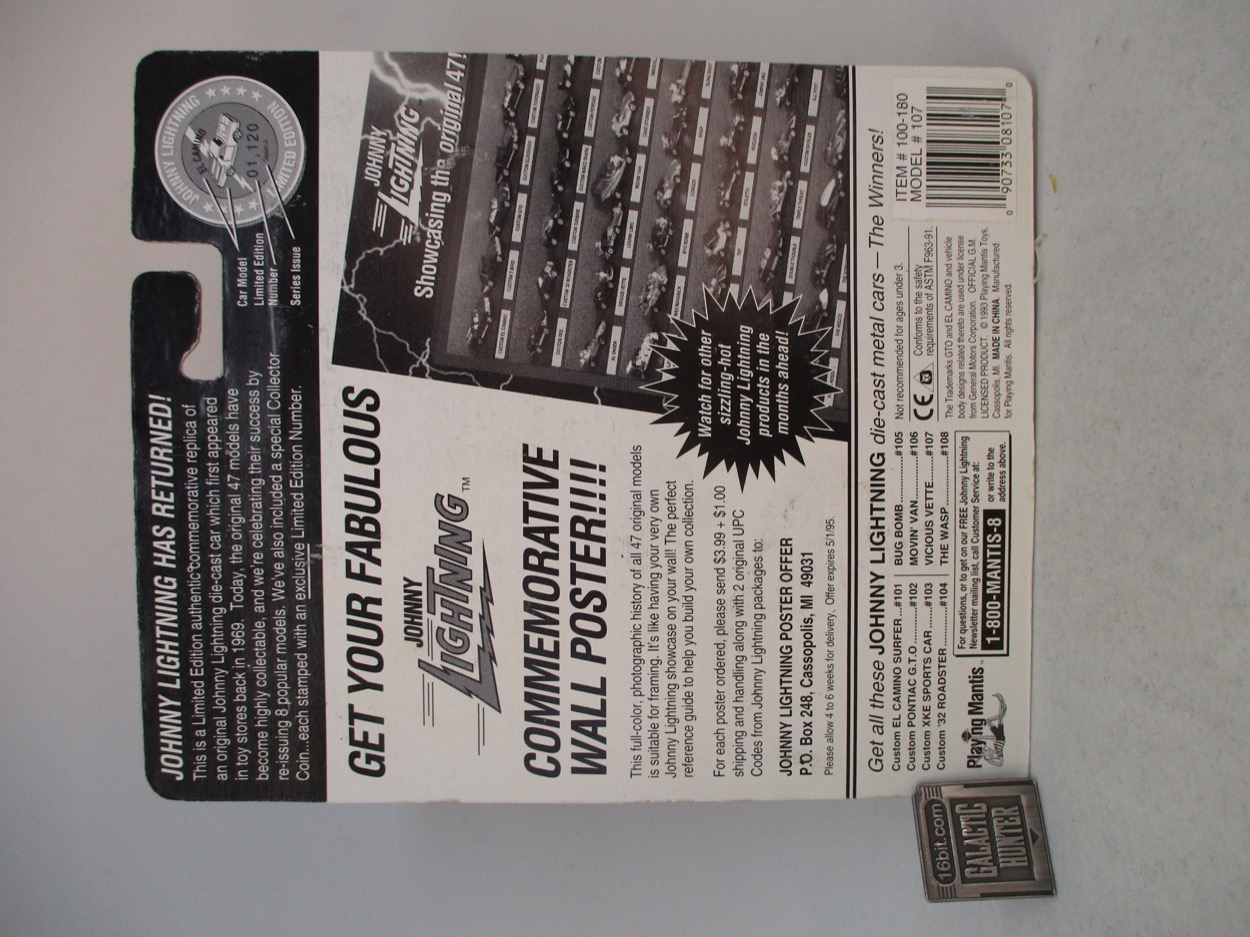 JOHNNY LIGHTNING HAS RETURNED!
This is a Limited Edition authentic commemorative replica of
an original Johnny Lightning die-cast car which first appeared
in toy stores back in 1969. Today, the original 47 models have
become highly collectable, and we're celebrating their success by
re-issuing 8 popular models. We've also included a special Collector
Coin...each stamped with an exclusive Limited Edition Number.
JOHNNY LIGHTNING
EL CAMINO
01,120
LIMITED EDITION
Car Model
Limited Edition
Number
Series Issue
GET YOUR FABULOUS
JOHNNY
LIGHTNING™
COMMEMORATIVE
WALL POSTER!!!!
JOHNNY
LIGHTNING
Showcasing the original 47!
This full-color, photographic history of all 47 original models
is suitable for framing. It's like having your very own
Johnny Lightning showcase on your wall! The perfect
reference guide to help you build your own collection.
For each poster ordered, please send $3.99 + $1.00
shipping and handling along with 2 original UPC
Codes from Johnny Lightning packages to:
JOHNNY LIGHTNING POSTER OFFER
P.O. Box 248, Cassopolis, MI 49031
Please allow 4 to 6 weeks for delivery. Offer expires 5/1/95.
Watch for other
sizzling-hot
Johnny Lightning
products in the
months ahead!
Get all these JOHNNY LIGHTNING die-cast metal cars — The Winners!
Custom EL CAMINO SURFER...#101
Custom PONTIAC G.T.O........#102
Custom XKE SPORTS CAR...#103
Custom '32 ROADSTER.........#104
BUG BOMB........#105
MOVIN' VAN.......#106
VICIOUS VETTE....#107
THE WASP..........#108
Playing Mantis™
For questions, or to get on our FREE Johnny Lightning
Newsletter mailing list, call Customer Service at:
1-800-MANTIS-8
or write to the
address above.
Not recommended for ages under 3.
CE
Conforms to the safety
requirements of ASTM F963-91.
The Trademarks GTO and EL CAMINO and vehicle
body designs related thereto are used under license
from General Motors Corporation. OFFICIAL G.M.
LICENSED PRODUCT. © 1993 Playing Mantis Toys,
Cassopolis, MI. MADE IN CHINA Manufactured
for Playing Mantis. All rights reserved.
ITEM # 100-180
MODEL # 107
0 90733 08107 0
16bit.com
GALACTIC
HUNTER